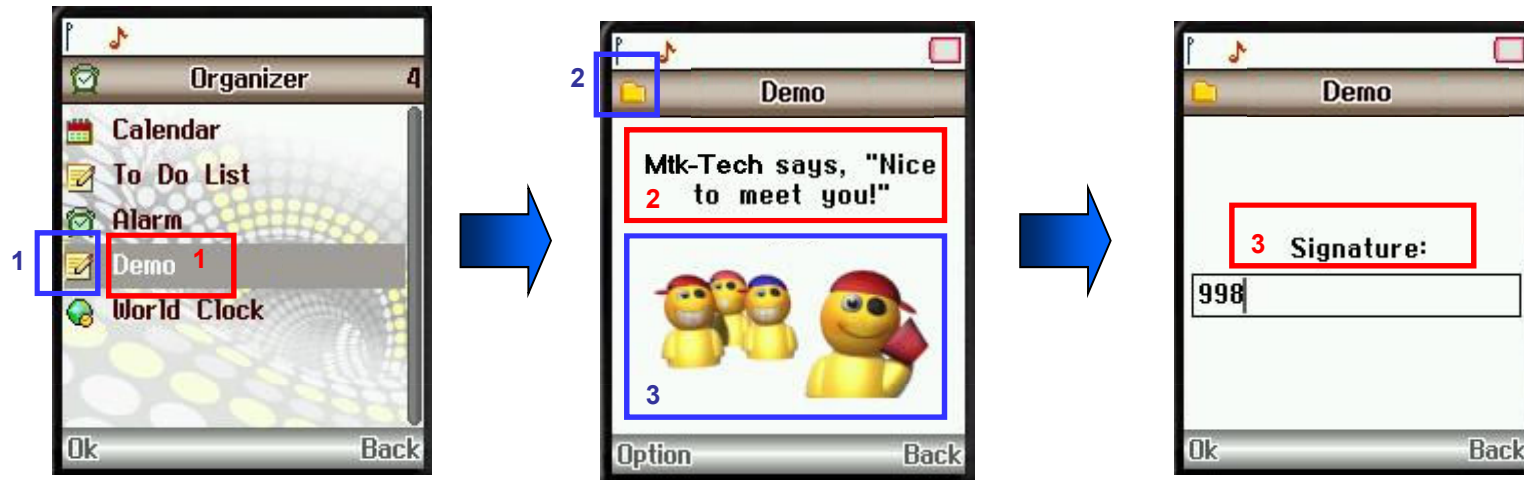 Organizer 4
Calendar
To Do List
Alarm
1 Demo 1
World Clock
Ok Back
2
Demo
Mtk-Tech says, "Nice
2 to meet you!"
3
Option Back
Demo
3 Signature:
998
Ok Back